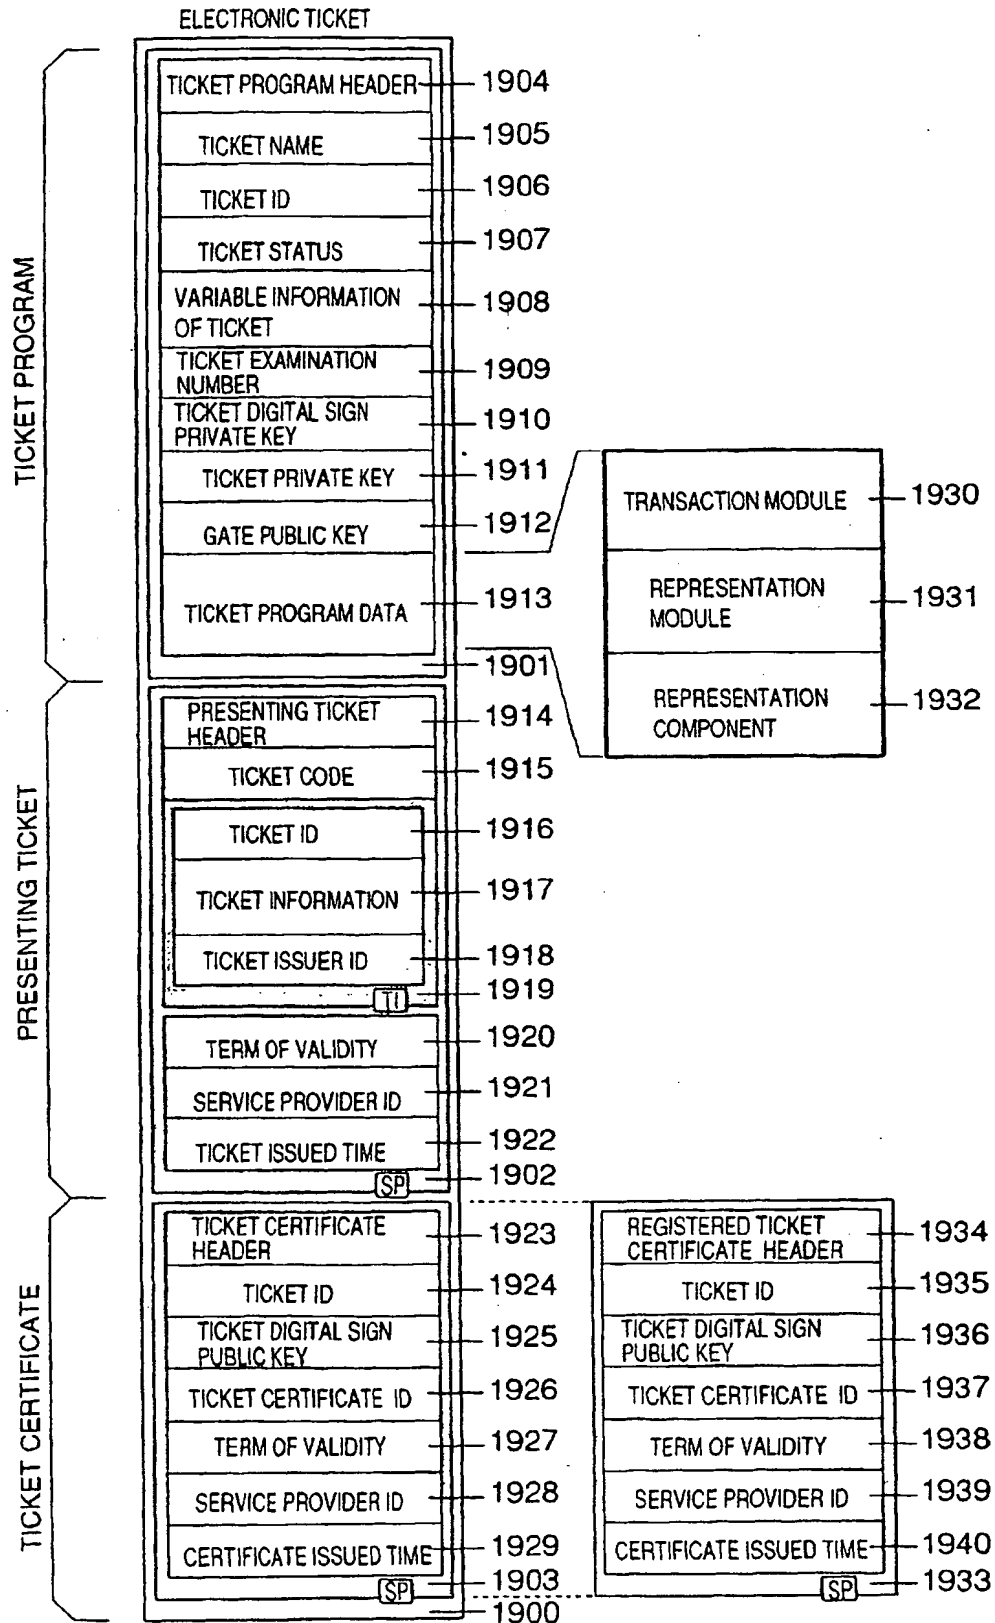 ELECTRONIC TICKET
TICKET PROGRAM
TICKET PROGRAM HEADER 1904
TICKET NAME 1905
TICKET ID 1906
TICKET STATUS 1907
VARIABLE INFORMATION
OF TICKET
1908
TICKET EXAMINATION
NUMBER
1909
TICKET DIGITAL SIGN
PRIVATE KEY
1910
TICKET PRIVATE KEY 1911
GATE PUBLIC KEY 1912
TICKET PROGRAM DATA 1913
1901
TRANSACTION MODULE 1930
REPRESENTATION
MODULE
1931
REPRESENTATION
COMPONENT
1932
PRESENTING TICKET
PRESENTING TICKET
HEADER
1914
TICKET CODE 1915
TICKET ID 1916
TICKET INFORMATION 1917
TICKET ISSUER ID 1918
TI 1919
TERM OF VALIDITY 1920
SERVICE PROVIDER ID 1921
TICKET ISSUED TIME 1922
SP 1902
TICKET CERTIFICATE
TICKET CERTIFICATE
HEADER
1923
TICKET ID 1924
TICKET DIGITAL SIGN
PUBLIC KEY
1925
TICKET CERTIFICATE ID 1926
TERM OF VALIDITY 1927
SERVICE PROVIDER ID 1928
CERTIFICATE ISSUED TIME 1929
SP 1903
1900
REGISTERED TICKET
CERTIFICATE HEADER
1934
TICKET ID 1935
TICKET DIGITAL SIGN
PUBLIC KEY
1936
TICKET CERTIFICATE ID 1937
TERM OF VALIDITY 1938
SERVICE PROVIDER ID 1939
CERTIFICATE ISSUED TIME 1940
SP 1933